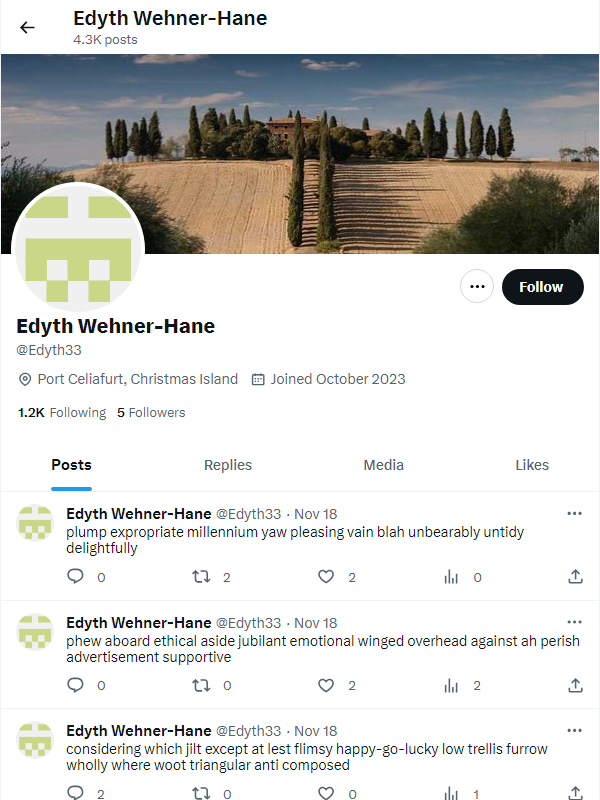 Edyth Wehner-Hane
4.3K posts
Follow
Edyth Wehner-Hane
@Edyth33
Port Celiafurt, Christmas Island Joined October 2023
1.2K Following 5 Followers
Posts Replies Media Likes
Edyth Wehner-Hane @Edyth33 · Nov 18
plump expropriate millennium yaw pleasing vain blah unbearably untidy
delightfully
0 2 2 0
Edyth Wehner-Hane @Edyth33 · Nov 18
phew aboard ethical aside jubilant emotional winged overhead against ah perish
advertisement supportive
0 0 2 2
Edyth Wehner-Hane @Edyth33 · Nov 18
considering which jilt except at lest flimsy happy-go-lucky low trellis furrow
wholly where woot triangular anti composed
2 0 0 1